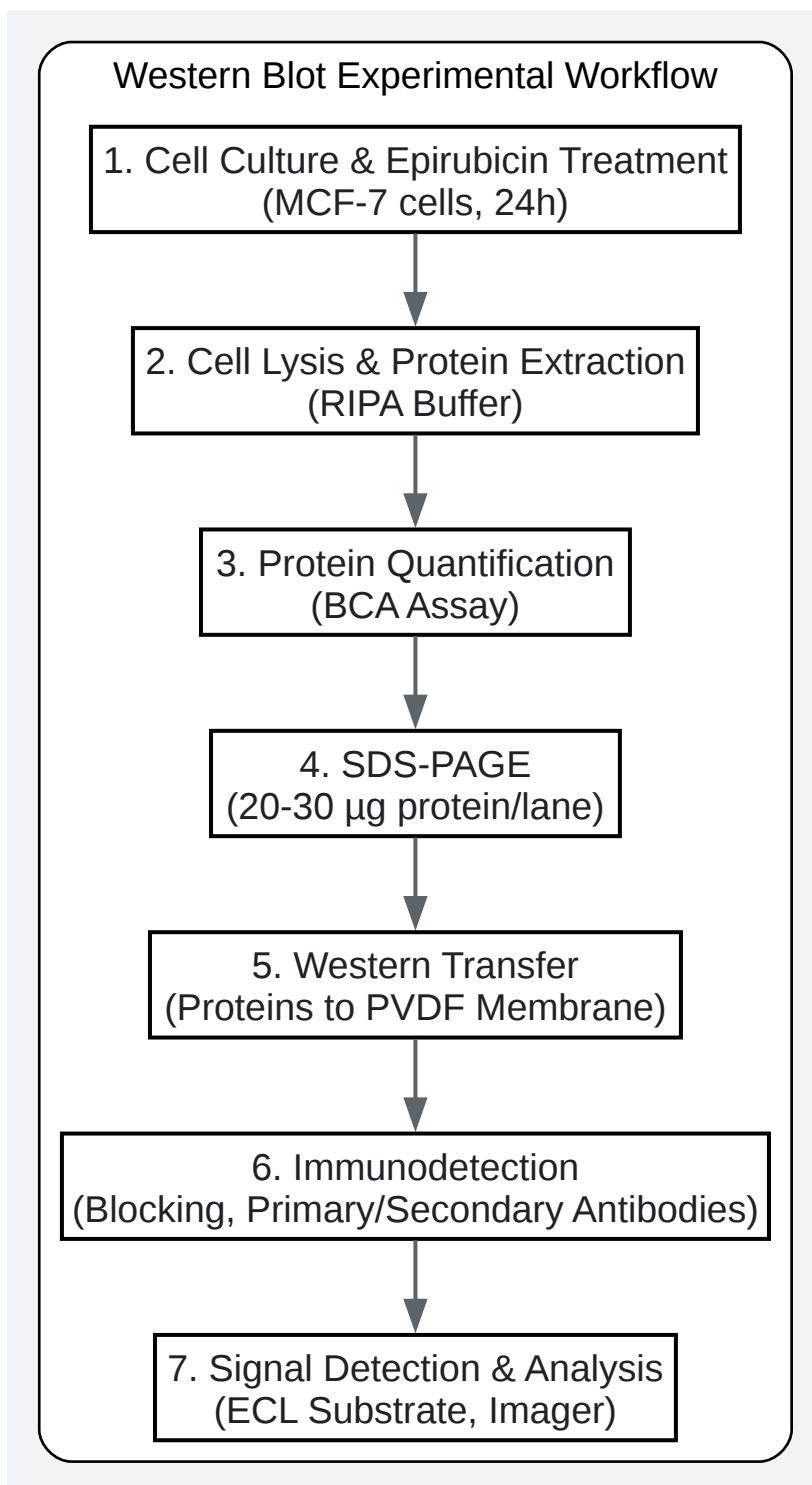 Western Blot Experimental Workflow
1. Cell Culture & Epirubicin Treatment
(MCF-7 cells, 24h)
2. Cell Lysis & Protein Extraction
(RIPA Buffer)
3. Protein Quantification
(BCA Assay)
4. SDS-PAGE
(20-30 µg protein/lane)
5. Western Transfer
(Proteins to PVDF Membrane)
6. Immunodetection
(Blocking, Primary/Secondary Antibodies)
7. Signal Detection & Analysis
(ECL Substrate, Imager)